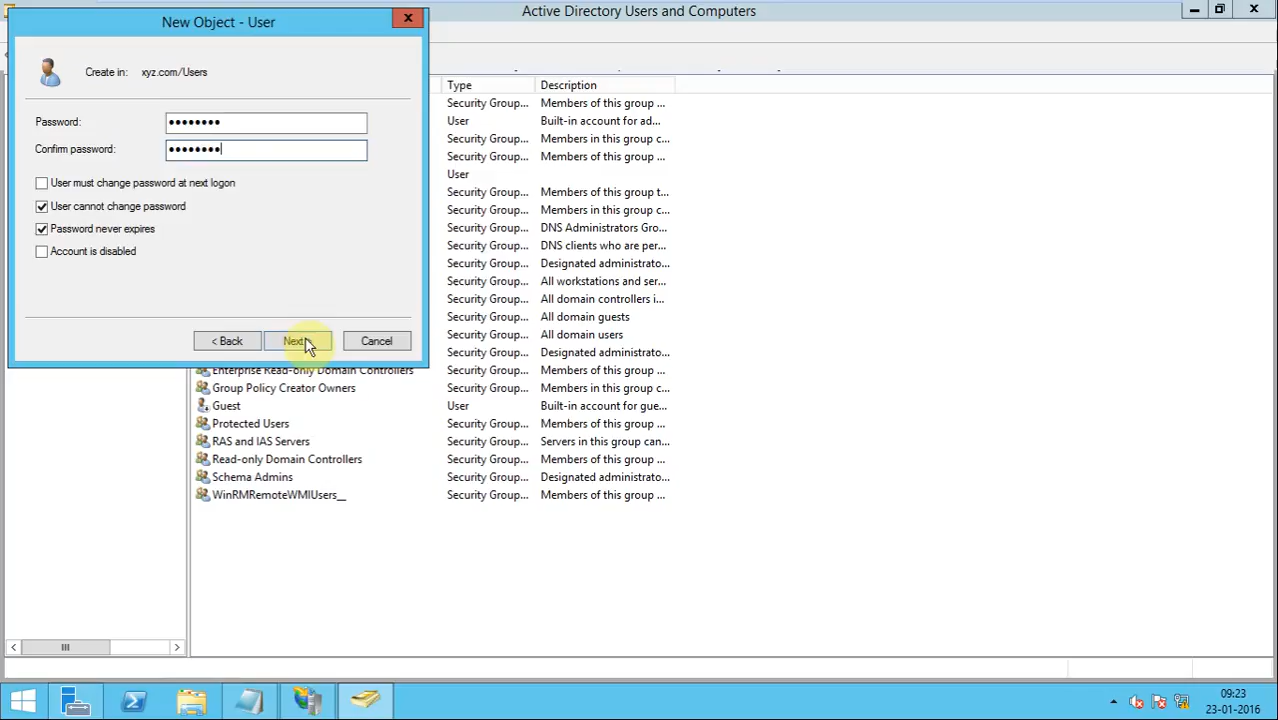 New Object - User
Active Directory Users and Computers
Create in: xyz.com/Users
Password:
Confirm password:
User must change password at next logon
User cannot change password
Password never expires
Account is disabled
< Back
Next
Cancel
Type Description
Security Group... Members of this group ...
User Built-in account for ad...
Security Group... Members in this group c...
Security Group... Members of this group ...
User
Security Group... Members of this group t...
Security Group... Members in this group c...
Security Group... DNS Administrators Gro...
Security Group... DNS clients who are per...
Security Group... Designated administrato...
Security Group... All workstations and ser...
Security Group... All domain controllers i...
Security Group... All domain guests
Security Group... All domain users
Security Group... Designated administrato...
Enterprise Read-only Domain Controllers Security Group... Members of this group ...
Group Policy Creator Owners Security Group... Members in this group c...
Guest User Built-in account for gue...
Protected Users Security Group... Members of this group ...
RAS and IAS Servers Security Group... Servers in this group can...
Read-only Domain Controllers Security Group... Members of this group ...
Schema Admins Security Group... Designated administrato...
WinRMRemoteWMIUsers__ Security Group... Members of this group ...
09:23
23-01-2016